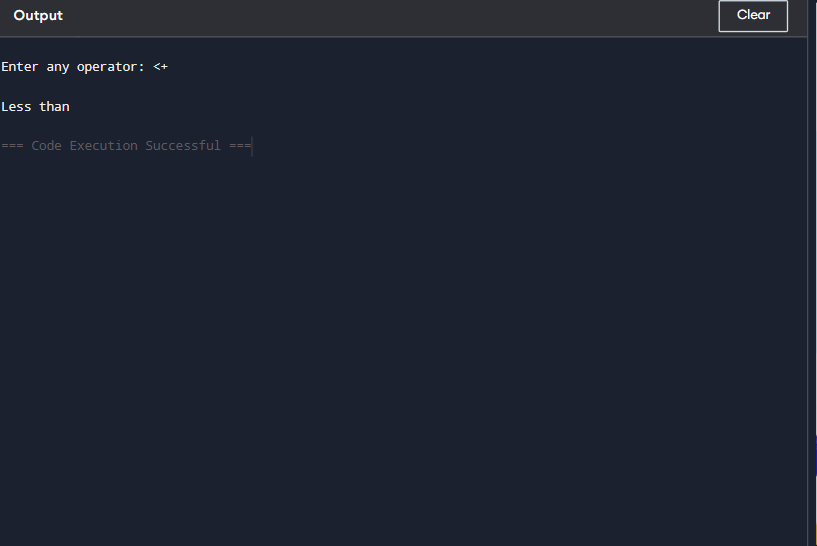 Output
Clear
Enter any operator: <+
Less than
=== Code Execution Successful ===